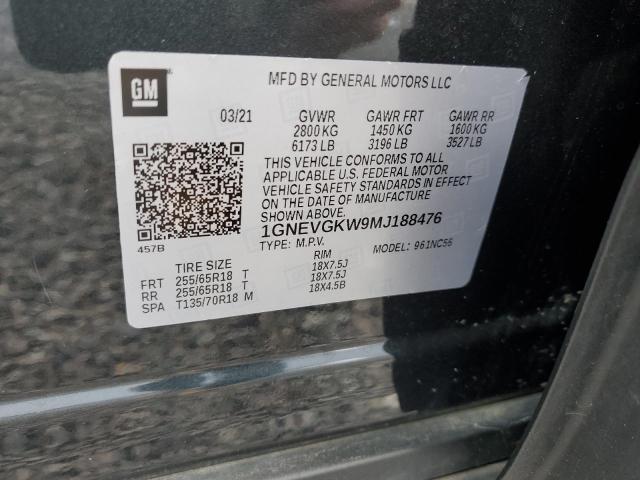 GM
MFD BY GENERAL MOTORS LLC
03/21 GVWR GAWR FRT GAWR RR
2800 KG 1450 KG 1600 KG
6173 LB 3196 LB 3527 LB
THIS VEHICLE CONFORMS TO ALL
APPLICABLE U.S. FEDERAL MOTOR
VEHICLE SAFETY STANDARDS IN EFFECT
ON THE DATE OF MANUFACTURE
SHOWN ABOVE.
1GNEVGKW9MJ188476
457B
TYPE: M.P.V. MODEL: 961NC56
TIRE SIZE RIM
FRT 255/65R18 T 18X7.5J
RR 255/65R18 T 18X7.5J
SPA T135/70R18 M 18X4.5B